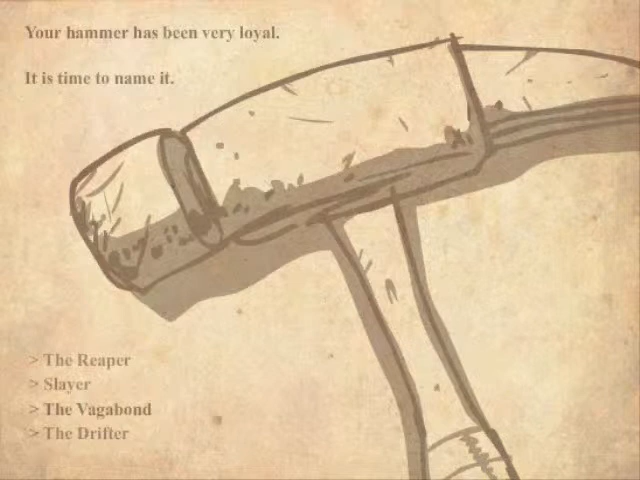 Your hammer has been very loyal.
It is time to name it.
> The Reaper
> Slayer
> The Vagabond
> The Drifter